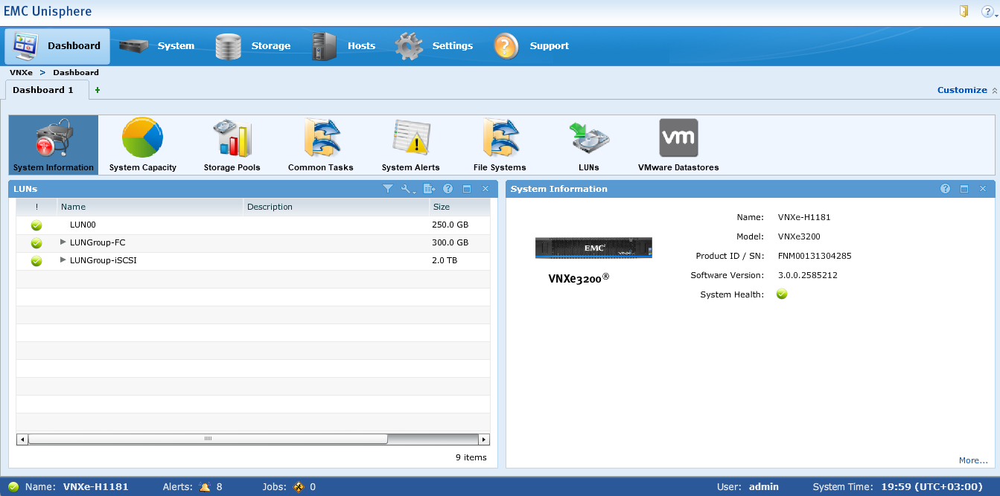 EMC Unisphere
Dashboard System Storage Hosts Settings Support
VNXe > Dashboard
Dashboard 1 + Customize
System Information System Capacity Storage Pools Common Tasks System Alerts File Systems LUNs VMware Datastores
vm
LUNs
! Name Description Size
LUN00 250.0 GB
LUNGroup-FC 300.0 GB
LUNGroup-iSCSI 2.0 TB
9 items
System Information
EMC²
VNXe3200®
Name: VNXe-H1181
Model: VNXe3200
Product ID / SN: FNM00131304285
Software Version: 3.0.0.2585212
System Health:
More...
Name: VNXe-H1181 Alerts: 8 Jobs: 0 User: admin System Time: 19:59 (UTC+03:00)